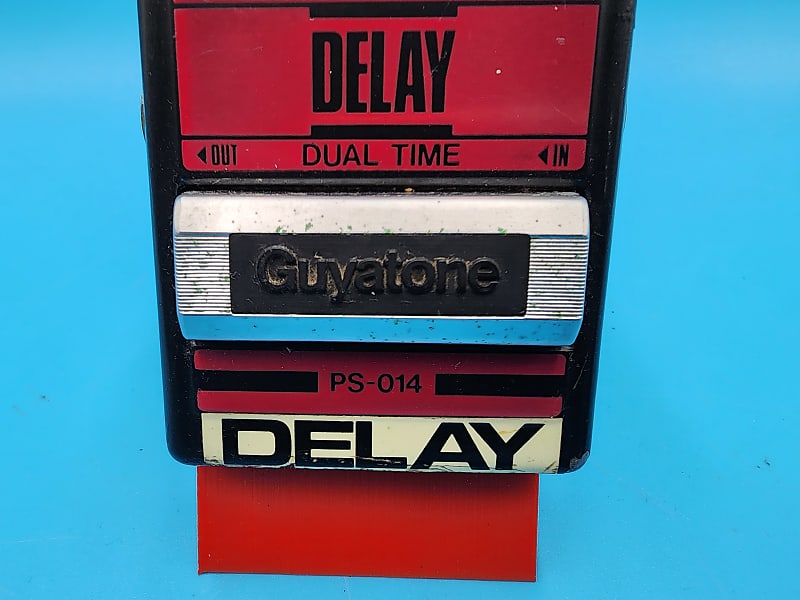 DELAY
◀OUT DUAL TIME ◀IN
Guyatone
PS-014
DELAY